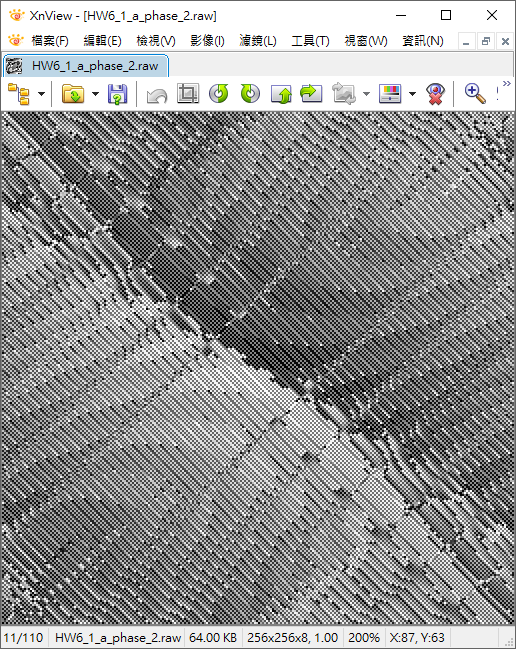 XnView - [HW6_1_a_phase_2.raw]
檔案(F) 編輯(E) 檢視(V) 影像(I) 濾鏡(L) 工具(T) 視窗(W) 資訊(N)
HW6_1_a_phase_2.raw
11/110 HW6_1_a_phase_2.raw 64.00 KB 256x256x8, 1.00 200% X:87, Y:63